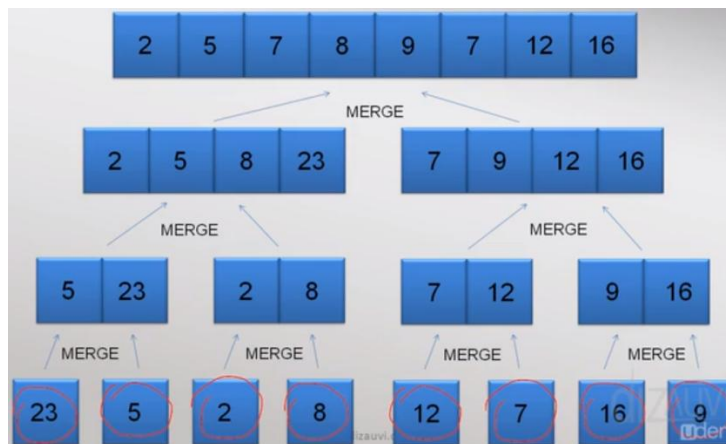 2 5 7 8 9 7 12 16
MERGE
2 5 8 23 7 9 12 16
MERGE MERGE
5 23 2 8 7 12 9 16
MERGE MERGE MERGE MERGE
23 5 2 8 12 7 16 9